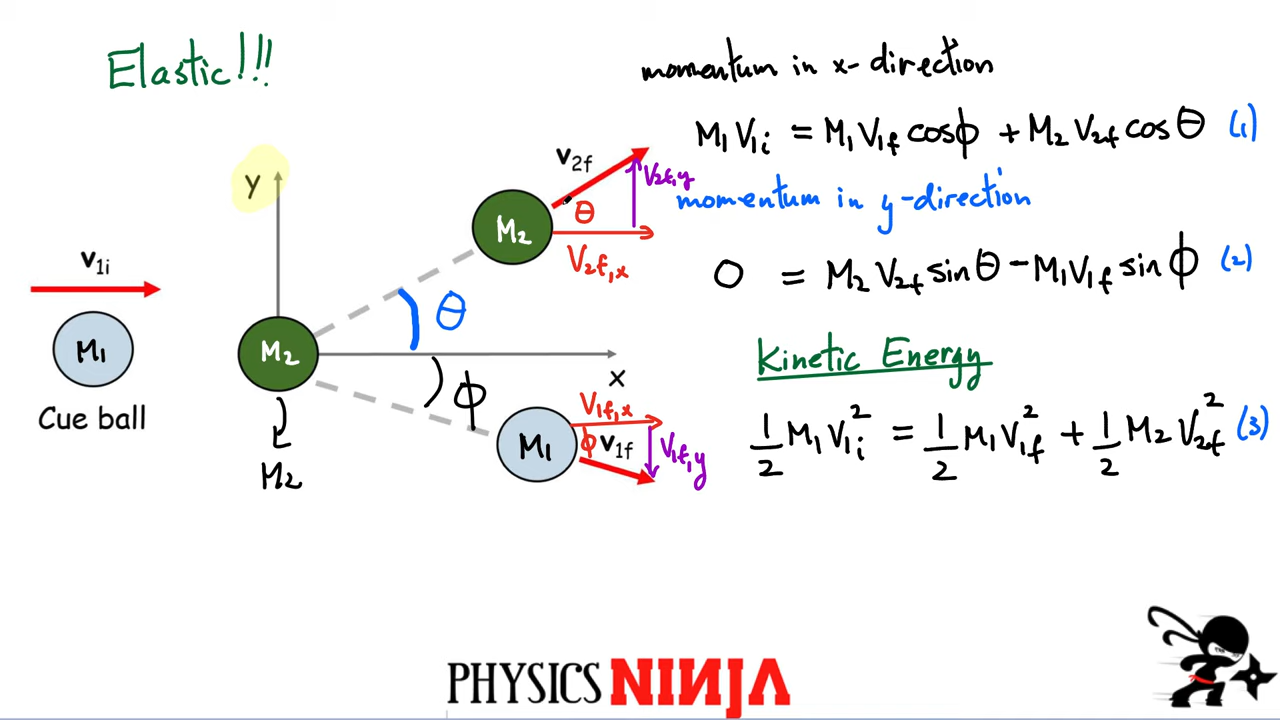 Elastic!!!
momentum in x-direction
M₁V₁ᵢ = M₁V₁f cosϕ + M₂V₂f cosθ (1)
y
v₂f
V₂f,y
θ
M₂
V₂f,x
momentum in y-direction
0 = M₂V₂f sinθ − M₁V₁f sinϕ (2)
v₁ᵢ
M₁
Cue ball
M₂
θ
x
ϕ
M₂
V₁f,x
M₁
ϕ
v₁f
V₁f,y
Kinetic Energy
½ M₁V₁ᵢ² = ½ M₁V₁f² + ½ M₂V₂f² (3)
PHYSICS NINJA